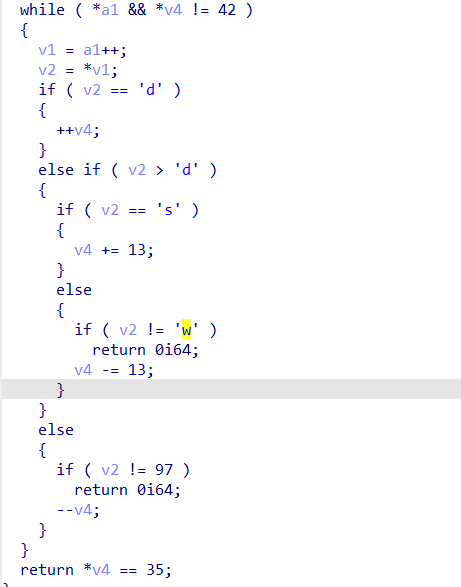 while ( *a1 && *v4 != 42 )
{
v1 = a1++;
v2 = *v1;
if ( v2 == 'd' )
{
++v4;
}
else if ( v2 > 'd' )
{
if ( v2 == 's' )
{
v4 += 13;
}
else
{
if ( v2 != 'w' )
return 0i64;
v4 -= 13;
}
}
else
{
if ( v2 != 97 )
return 0i64;
--v4;
}
}
return *v4 == 35;